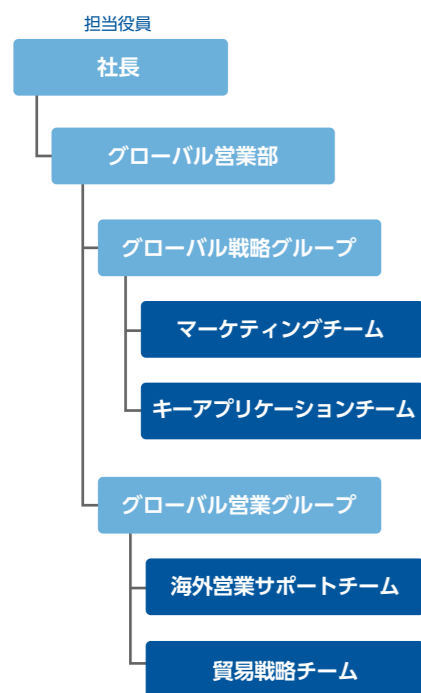 担当役員
社長
グローバル営業部
グローバル戦略グループ
マーケティングチーム
キーアプリケーションチーム
グローバル営業グループ
海外営業サポートチーム
貿易戦略チーム